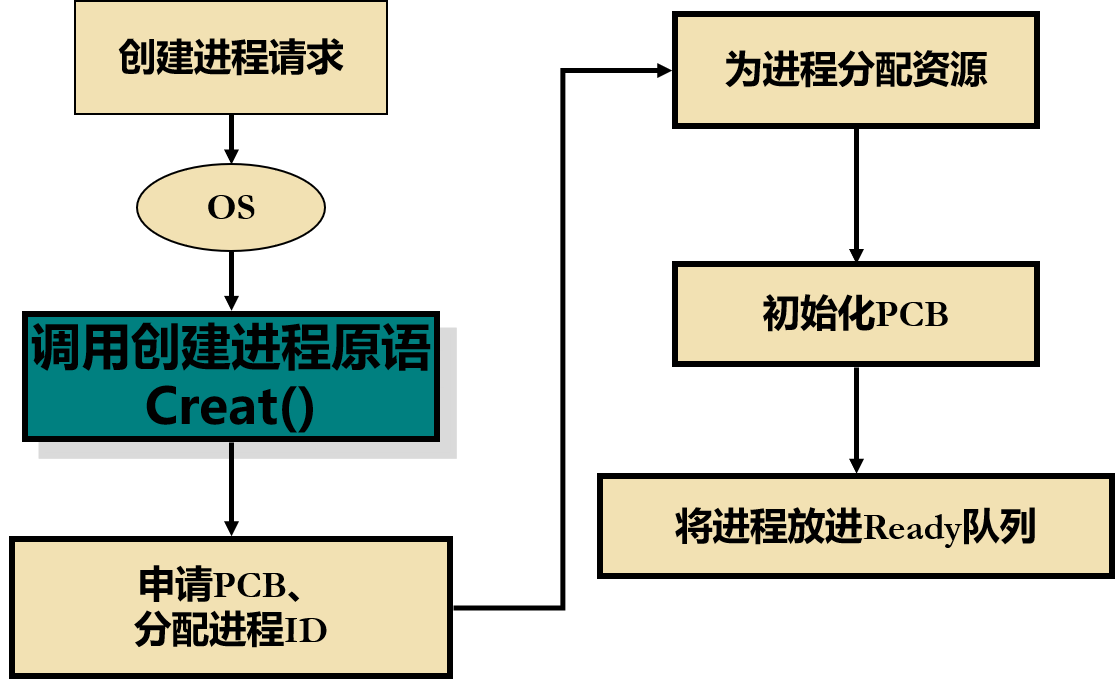 创建进程请求
OS
调用创建进程原语
Creat()
申请PCB、
分配进程ID
为进程分配资源
初始化PCB
将进程放进Ready队列